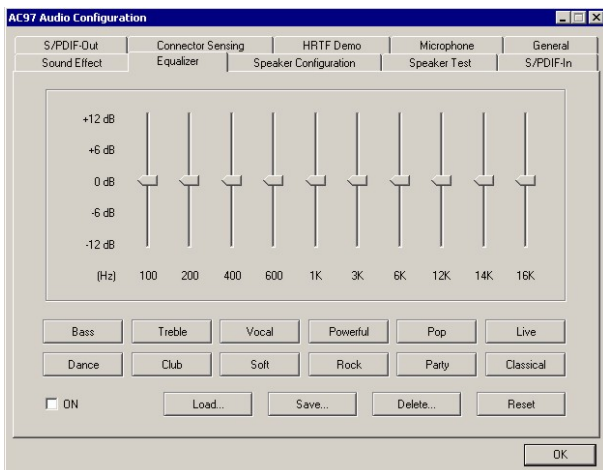 AC97 Audio Configuration
S/PDIF-Out Connector Sensing HRTF Demo Microphone General
Sound Effect Equalizer Speaker Configuration Speaker Test S/PDIF-In
+12 dB
+6 dB
0 dB
-6 dB
-12 dB
(Hz) 100 200 400 600 1K 3K 6K 12K 14K 16K
Bass Treble Vocal Powerful Pop Live
Dance Club Soft Rock Party Classical
ON Load... Save... Delete... Reset
OK